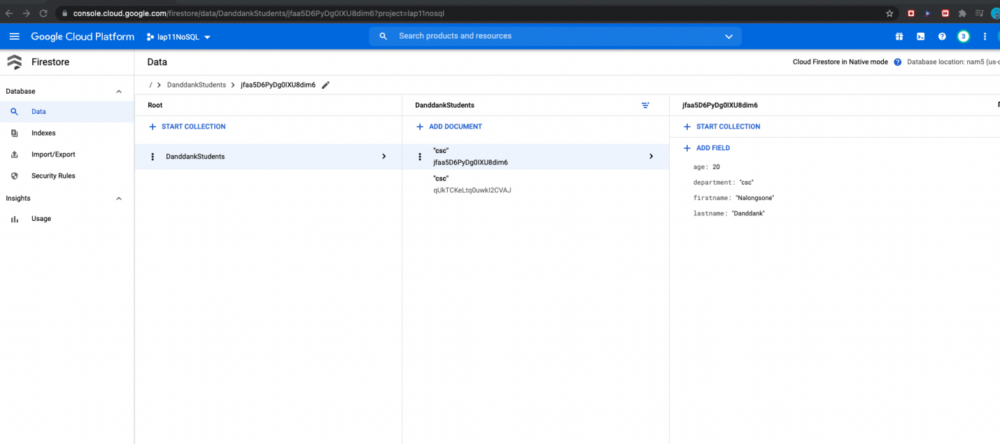 console.cloud.google.com/firestore/data/DanddankStudents/jfaa5D6PyDg0IXU8dim6?project=lap11nosql
Google Cloud Platform
lap11NoSQL
Search products and resources
3
Firestore
Data
Cloud Firestore in Native mode
Database location: nam5 (us-
Database
Data
Indexes
Import/Export
Security Rules
Insights
Usage
/ > DanddankStudents > jfaa5D6PyDg0IXU8dim6
Root
START COLLECTION
DanddankStudents
DanddankStudents
ADD DOCUMENT
"csc"
jfaa5D6PyDg0IXU8dim6
"csc"
qUkTCKeLtq0uwkI2CVAJ
jfaa5D6PyDg0IXU8dim6
START COLLECTION
ADD FIELD
age: 20
department: "csc"
firstname: "Nalongsone"
lastname: "Danddank"